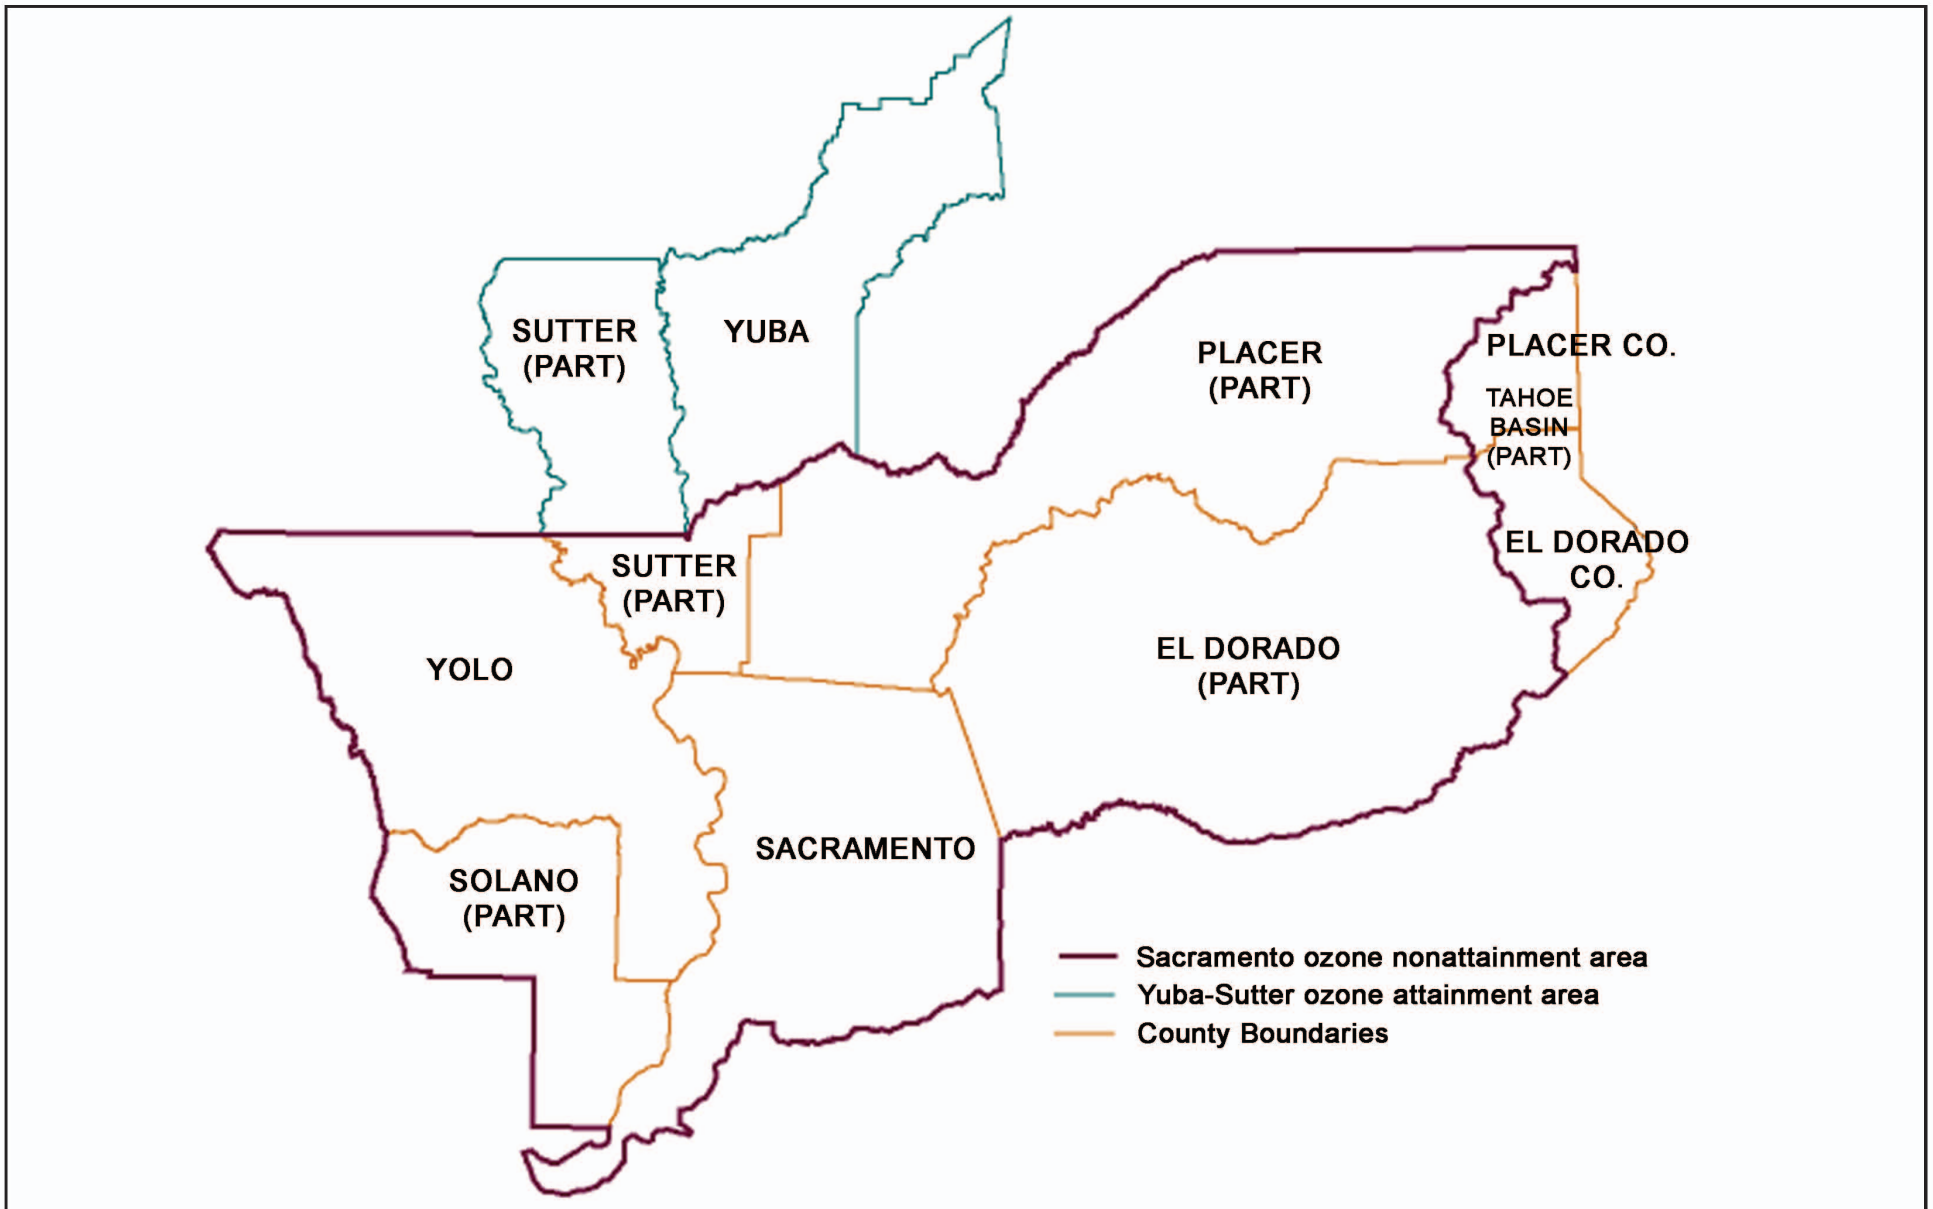 SUTTER
(PART)
YUBA
PLACER
(PART)
PLACER CO.
TAHOE
BASIN
(PART)
SUTTER
(PART)
EL DORADO
CO.
YOLO
EL DORADO
(PART)
SACRAMENTO
SOLANO
(PART)
Sacramento ozone nonattainment area
Yuba-Sutter ozone attainment area
County Boundaries